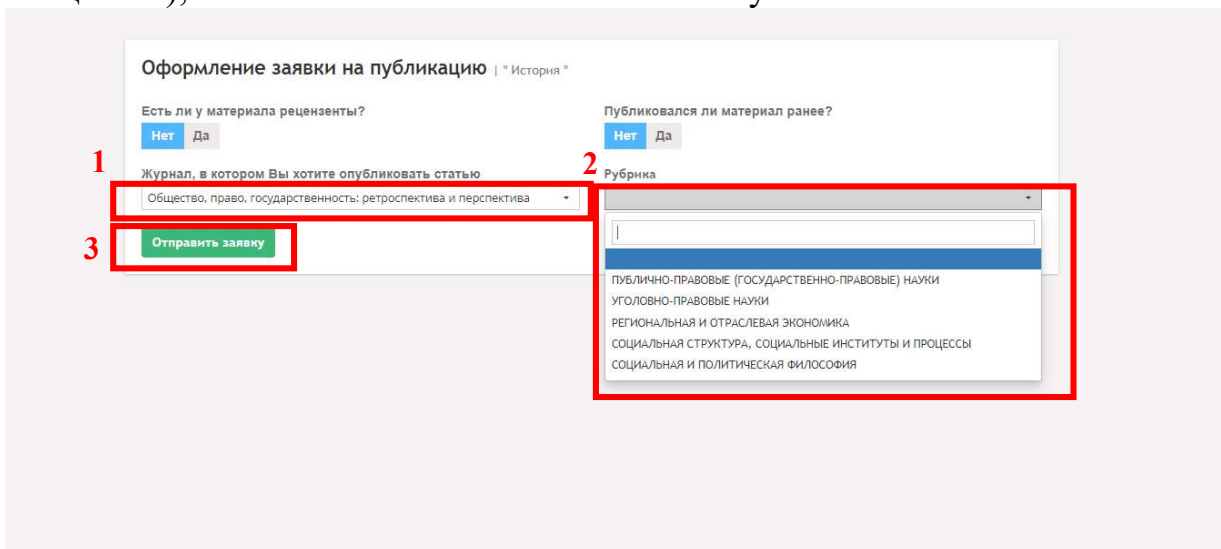 Оформление заявки на публикацию | " История "
Есть ли у материала рецензенты?
Нет Да
Публиковался ли материал ранее?
Нет Да
1
Журнал, в котором Вы хотите опубликовать статью
Общество, право, государственность: ретроспектива и перспектива
2
Рубрика
ПУБЛИЧНО-ПРАВОВЫЕ (ГОСУДАРСТВЕННО-ПРАВОВЫЕ) НАУКИ
УГОЛОВНО-ПРАВОВЫЕ НАУКИ
РЕГИОНАЛЬНАЯ И ОТРАСЛЕВАЯ ЭКОНОМИКА
СОЦИАЛЬНАЯ СТРУКТУРА, СОЦИАЛЬНЫЕ ИНСТИТУТЫ И ПРОЦЕССЫ
СОЦИАЛЬНАЯ И ПОЛИТИЧЕСКАЯ ФИЛОСОФИЯ
3
Отправить заявку